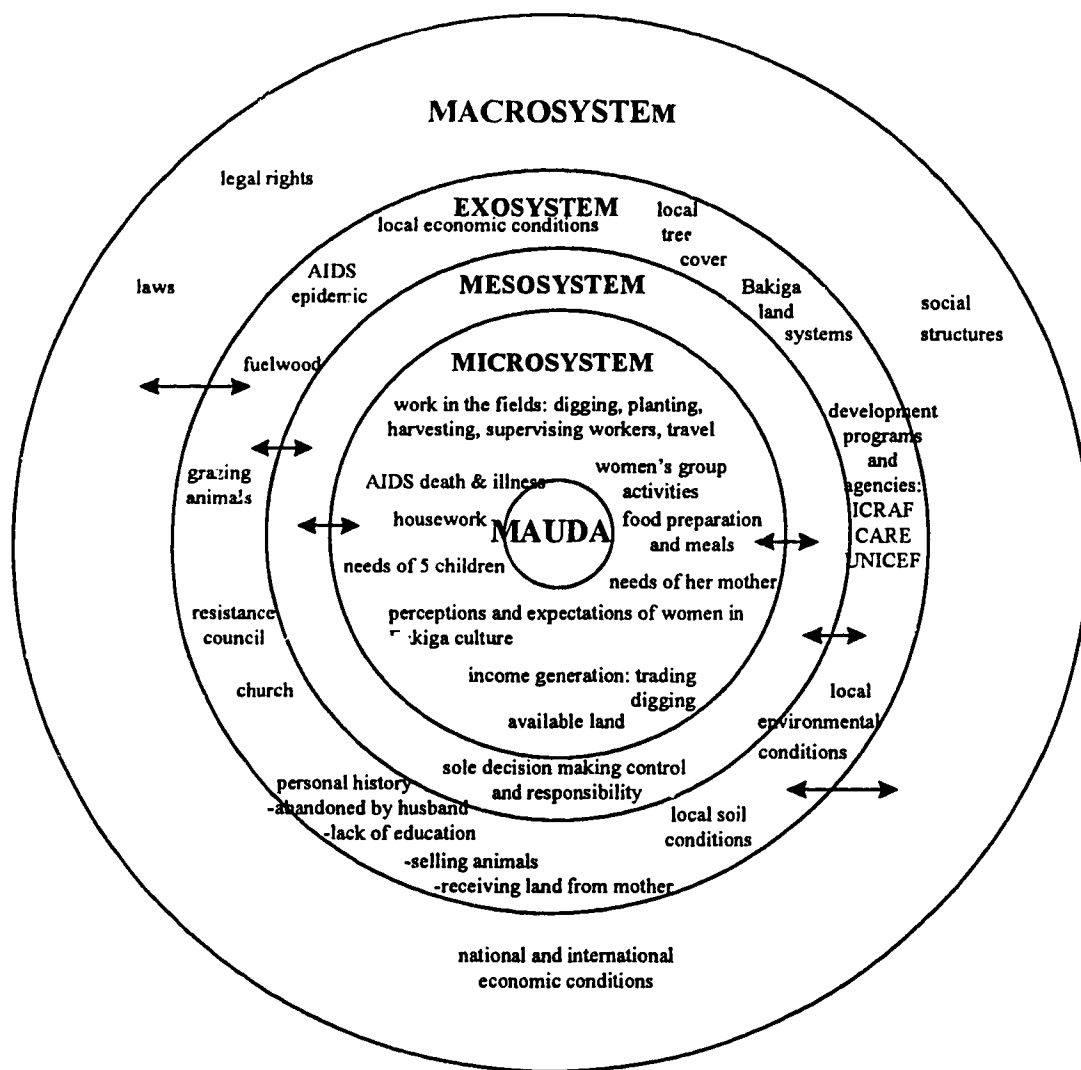 MACROSYSTEM
legal rights
EXOSYSTEM
local economic conditions
local
tree
cover
AIDS
epidemic
laws
MESOSYSTEM
Bakiga
land
systems
social
structures
fuelwood
MICROSYSTEM
work in the fields: digging, planting,
harvesting, supervising workers, travel
development
programs
and
agencies:
ICRAF
CARE
UNICEF
grazing
animals
AIDS death & illness
women's group
activities
housework
MAUDA
food preparation
and meals
needs of 5 children
needs of her mother
perceptions and expectations of women in
culture
resistance
council
church
income generation: trading
digging
available land
local
environmental
conditions
sole decision making control
and responsibility
personal history
-abandoned by husband
-lack of education
-selling animals
-receiving land from mother
local soil
conditions
national and international
economic conditions